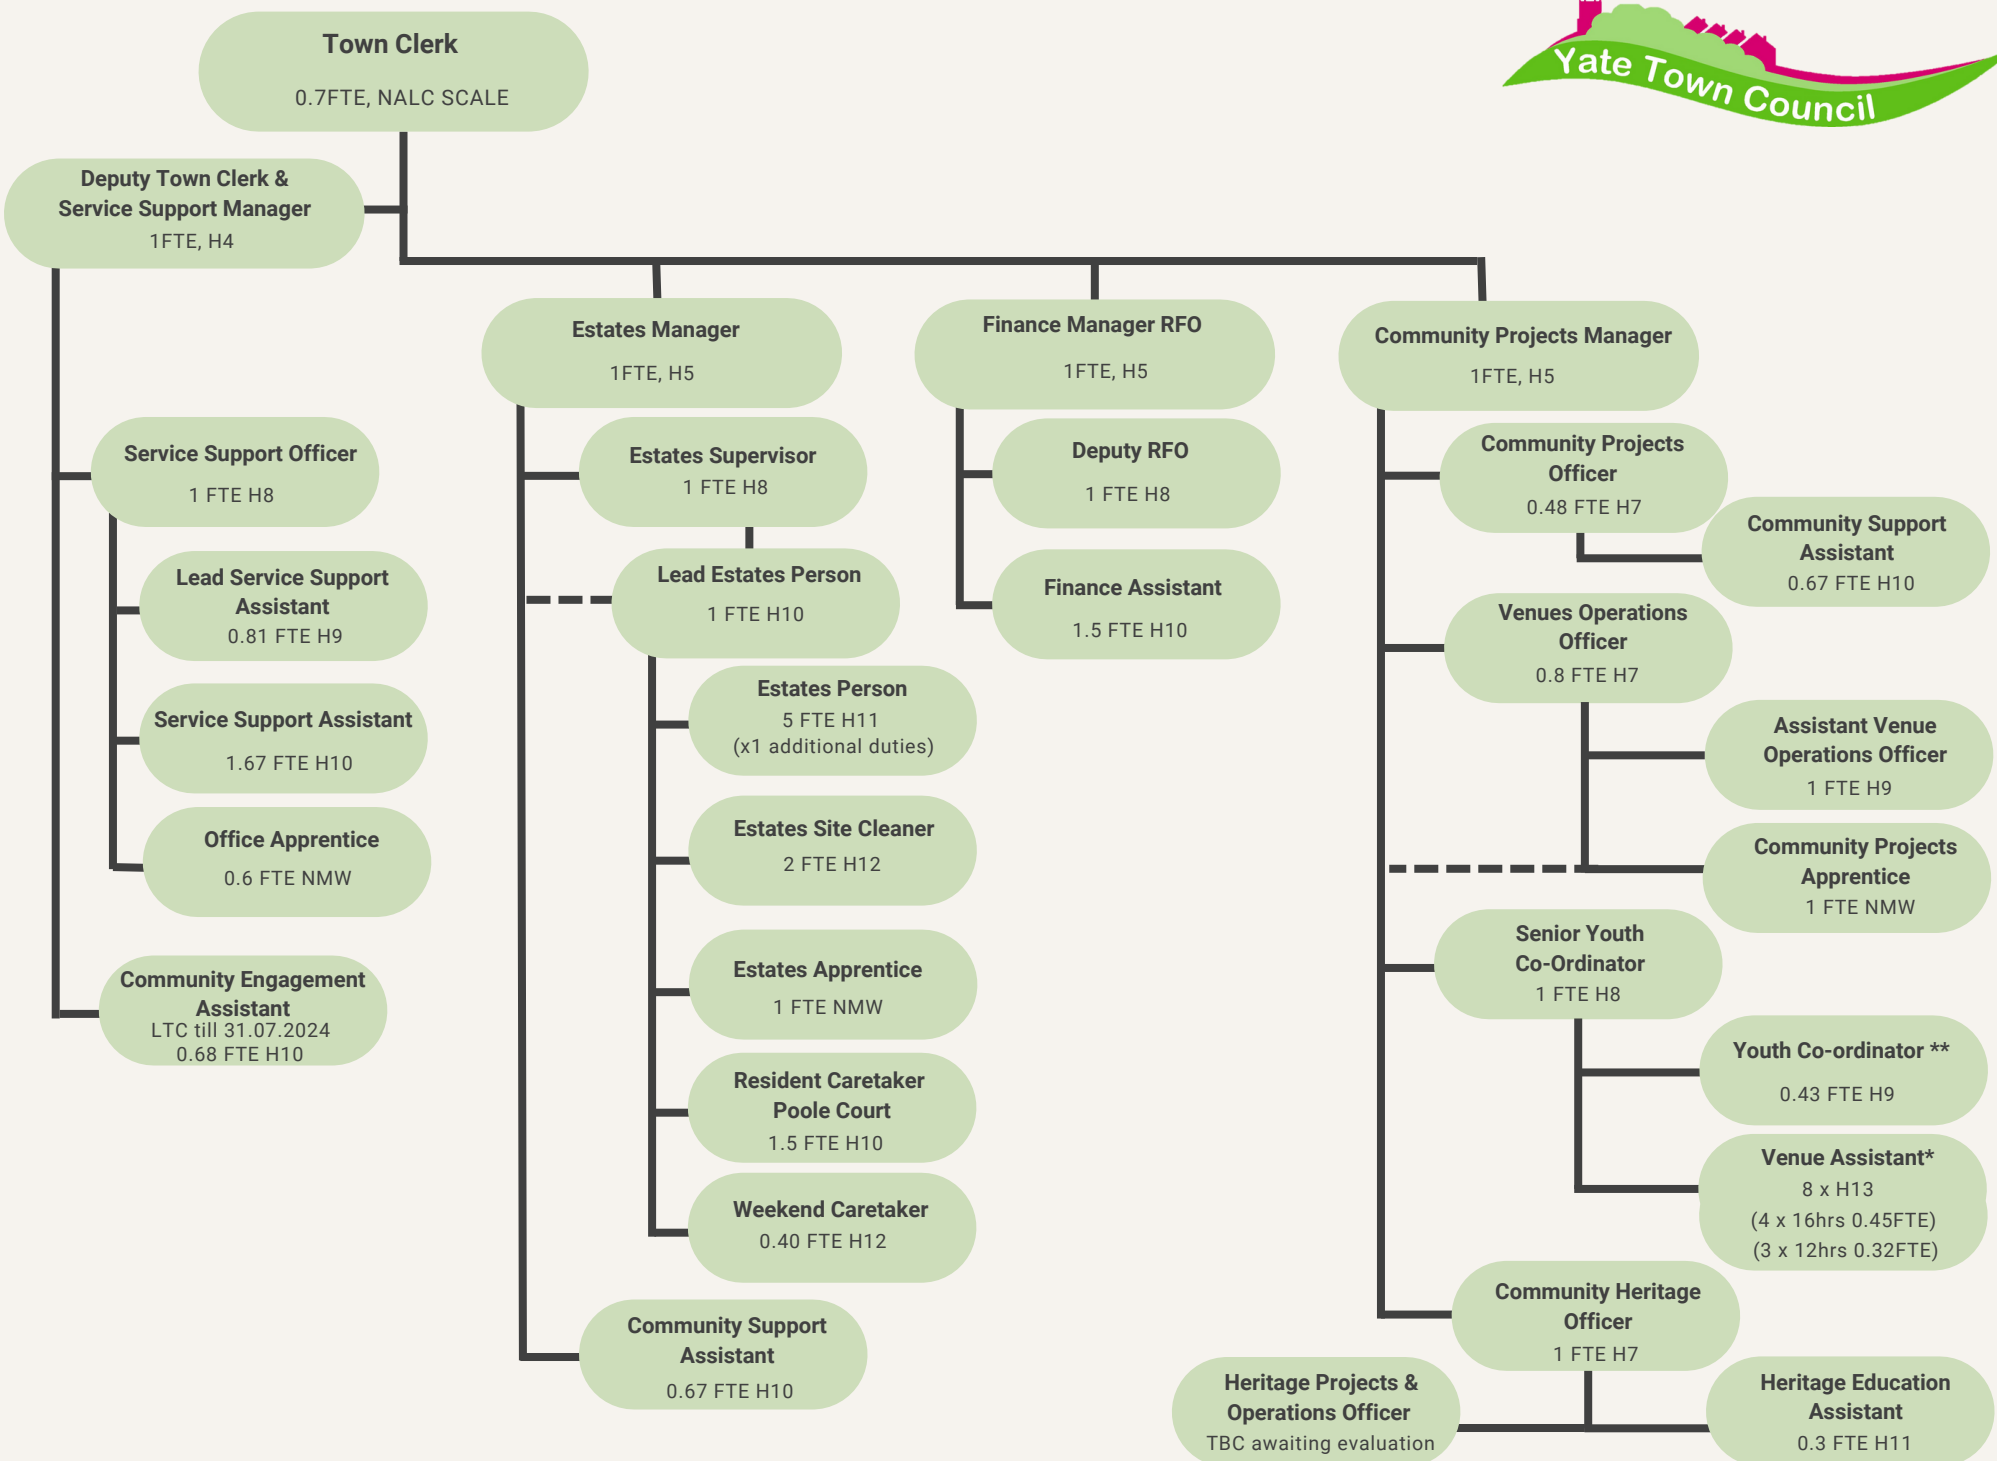 Town Clerk
0.7FTE, NALC SCALE
Yate Town Council
Deputy Town Clerk &
Service Support Manager
1FTE, H4
Estates Manager
1FTE, H5
Finance Manager RFO
1FTE, H5
Community Projects Manager
1FTE, H5
Service Support Officer
1 FTE H8
Lead Service Support
Assistant
0.81 FTE H9
Service Support Assistant
1.67 FTE H10
Office Apprentice
0.6 FTE NMW
Community Engagement
Assistant
LTC till 31.07.2024
0.68 FTE H10
Estates Supervisor
1 FTE H8
Lead Estates Person
1 FTE H10
Estates Person
5 FTE H11
(x1 additional duties)
Estates Site Cleaner
2 FTE H12
Estates Apprentice
1 FTE NMW
Resident Caretaker
Poole Court
1.5 FTE H10
Weekend Caretaker
0.40 FTE H12
Community Support
Assistant
0.67 FTE H10
Deputy RFO
1 FTE H8
Finance Assistant
1.5 FTE H10
Community Projects
Officer
0.48 FTE H7
Community Support
Assistant
0.67 FTE H10
Venues Operations
Officer
0.8 FTE H7
Assistant Venue
Operations Officer
1 FTE H9
Community Projects
Apprentice
1 FTE NMW
Senior Youth
Co-Ordinator
1 FTE H8
Youth Co-ordinator **
0.43 FTE H9
Venue Assistant*
8 x H13
(4 x 16hrs 0.45FTE)
(3 x 12hrs 0.32FTE)
Community Heritage
Officer
1 FTE H7
Heritage Projects &
Operations Officer
TBC awaiting evaluation
Heritage Education
Assistant
0.3 FTE H11